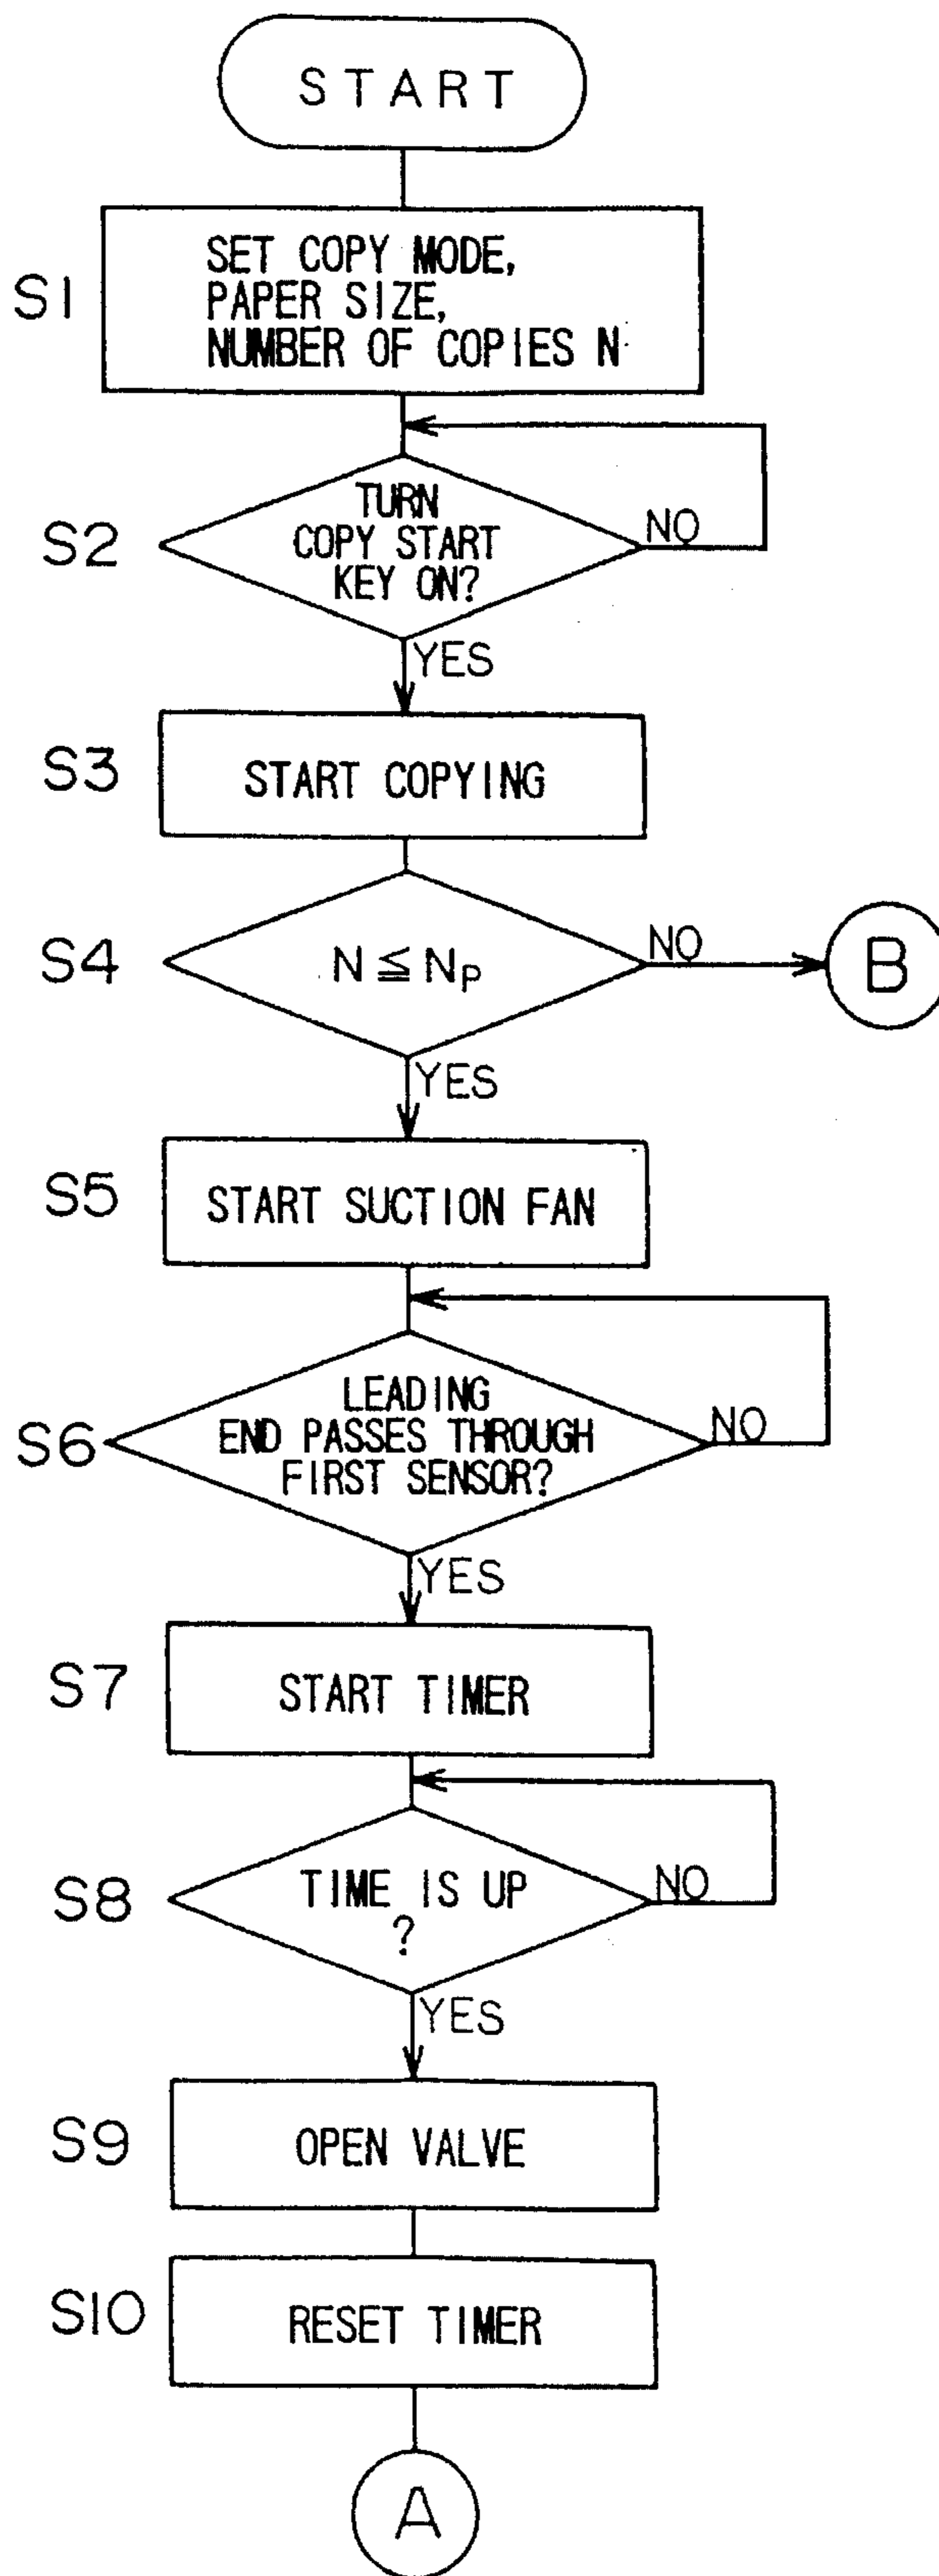 START
S1
SET COPY MODE,
PAPER SIZE,
NUMBER OF COPIES N
S2
TURN
COPY START
KEY ON?
NO
YES
S3
START COPYING
S4
N ≦ NP
NO
B
YES
S5
START SUCTION FAN
S6
LEADING
END PASSES THROUGH
FIRST SENSOR?
NO
YES
S7
START TIMER
S8
TIME IS UP
?
NO
YES
S9
OPEN VALVE
S10
RESET TIMER
A